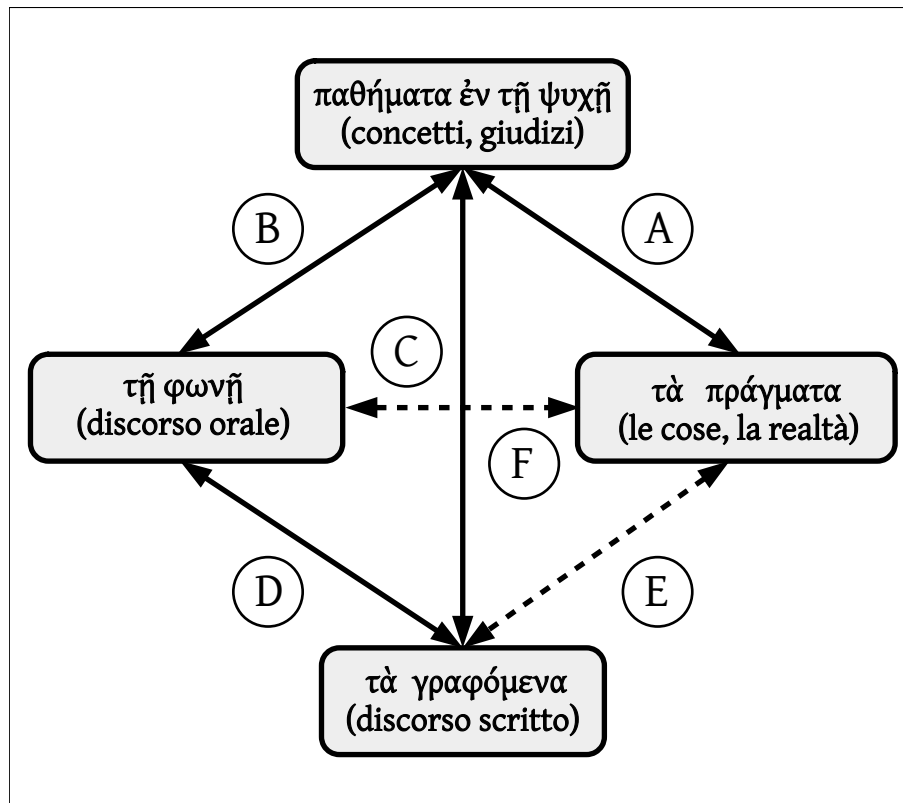 παθήματα ἐν τῇ ψυχῇ
(concetti, giudizi)
B
A
C
τῇ φωνῇ
(discorso orale)
τὰ πράγματα
(le cose, la realtà)
F
D
E
τὰ γραφόμενα
(discorso scritto)